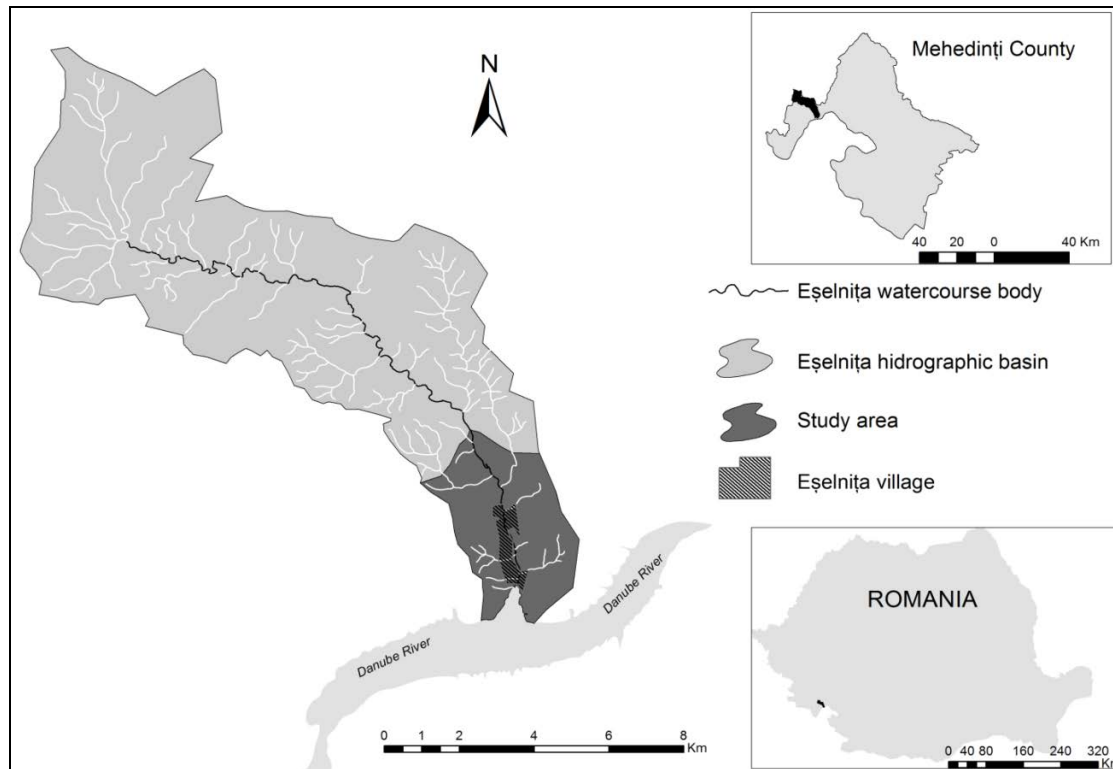 N
Mehedinți County
40 20 0 40 Km
Eșelnița watercourse body
Eșelnița hidrographic basin
Study area
Eșelnița village
Danube River
Danube River
ROMANIA
0 1 2 4 6 8
Km
0 40 80 160 240 320